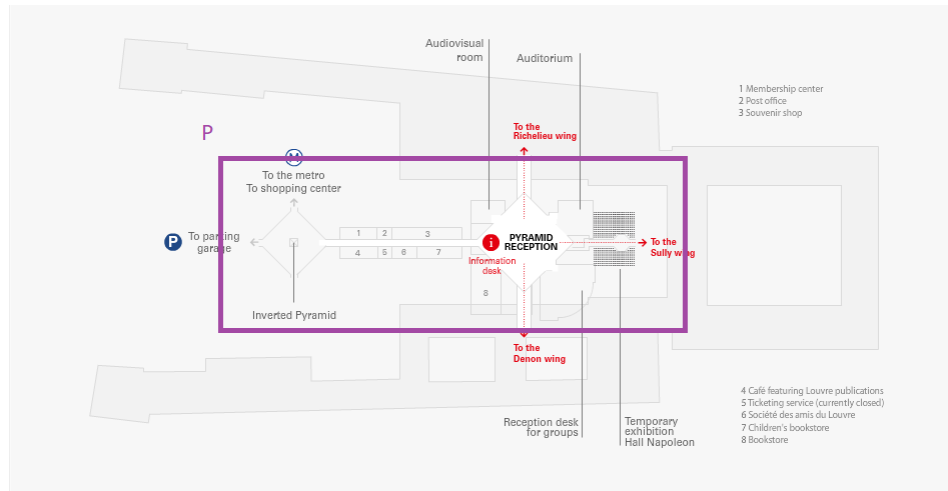 Audiovisual
room
Auditorium
1 Membership center
2 Post office
3 Souvenir shop
P
To the
Richelieu wing
M
To the metro
To shopping center
P
To parking
garage
1 2 3
4 5 6 7
i
PYRAMID
RECEPTION
Information
desk
To the
Sully wing
8
Inverted Pyramid
To the
Denon wing
4 Café featuring Louvre publications
5 Ticketing service (currently closed)
6 Société des amis du Louvre
7 Children's bookstore
8 Bookstore
Reception desk
for groups
Temporary
exhibition
Hall Napoleon